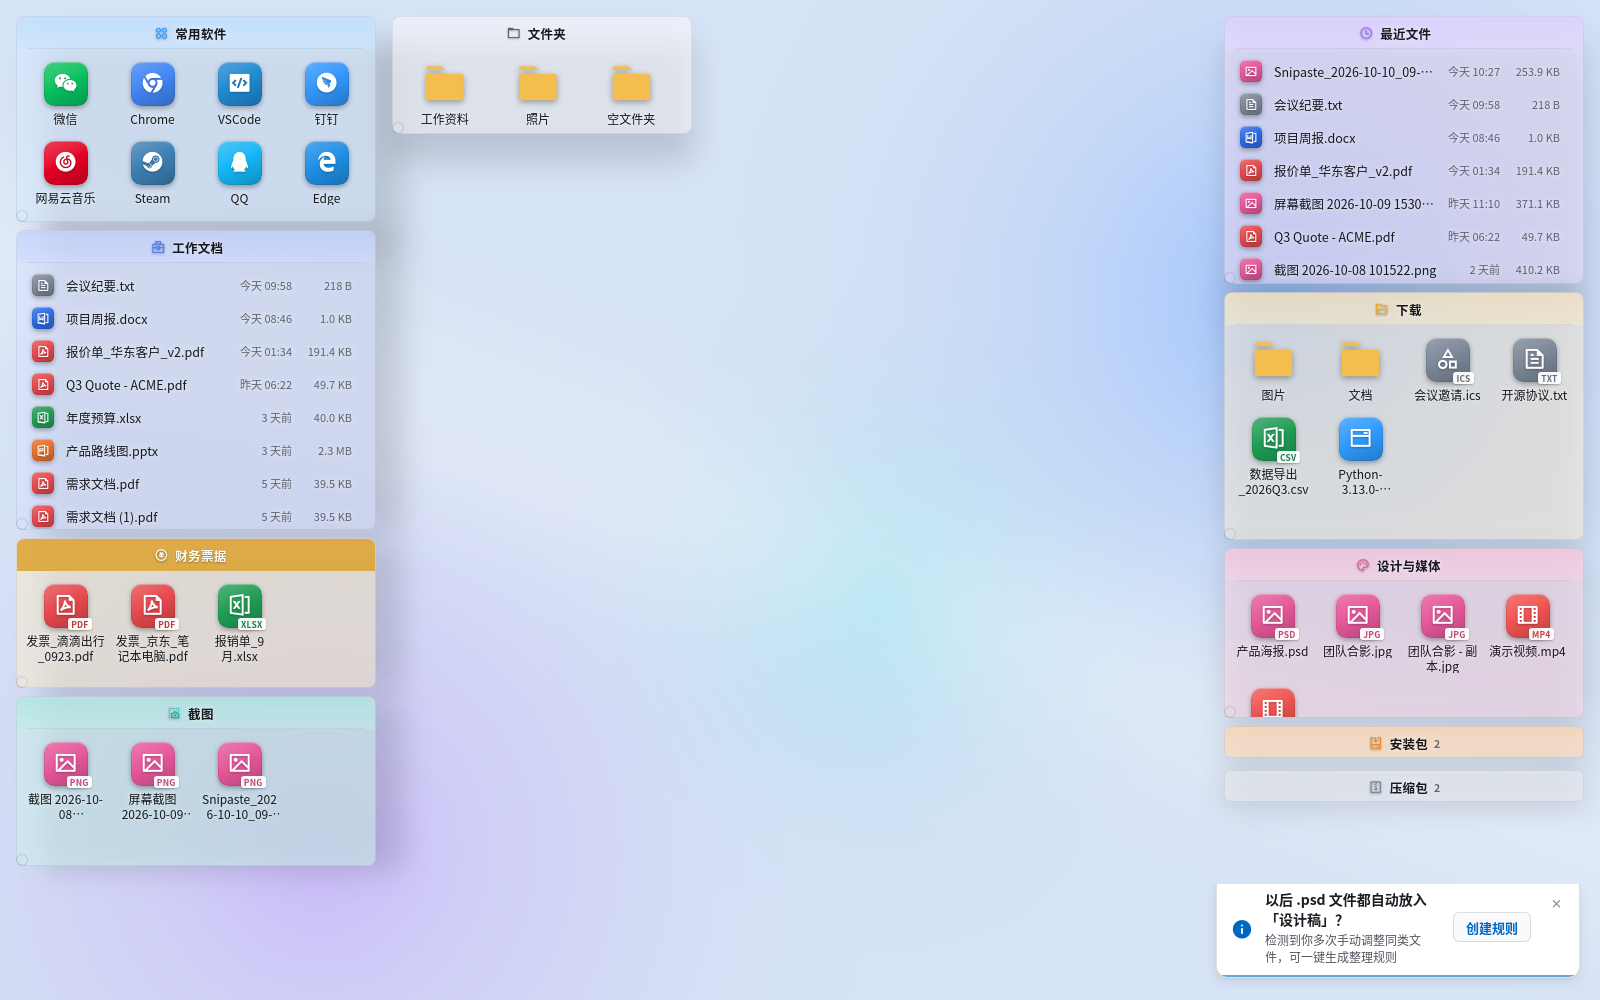 常用软件
微信
Chrome
VSCode
钉钉
网易云音乐
Steam
QQ
Edge
文件夹
工作资料
照片
空文件夹
工作文档
会议纪要.txt 今天 09:58 218 B
项目周报.docx 今天 08:46 1.0 KB
报价单_华东客户_v2.pdf 今天 01:34 191.4 KB
Q3 Quote - ACME.pdf 昨天 06:22 49.7 KB
年度预算.xlsx 3 天前 40.0 KB
产品路线图.pptx 3 天前 2.3 MB
需求文档.pdf 5 天前 39.5 KB
需求文档 (1).pdf 5 天前 39.5 KB
财务票据
PDF
发票_滴滴出行
_0923.pdf
PDF
发票_京东_笔
记本电脑.pdf
XLSX
报销单_9
月.xlsx
截图
PNG
截图 2026-10-
08…
PNG
屏幕截图
2026-10-09…
PNG
Snipaste_202
6-10-10_09-…
最近文件
Snipaste_2026-10-10_09-… 今天 10:27 253.9 KB
会议纪要.txt 今天 09:58 218 B
项目周报.docx 今天 08:46 1.0 KB
报价单_华东客户_v2.pdf 今天 01:34 191.4 KB
屏幕截图 2026-10-09 1530… 昨天 11:10 371.1 KB
Q3 Quote - ACME.pdf 昨天 06:22 49.7 KB
截图 2026-10-08 101522.png 2 天前 410.2 KB
下载
图片
文档
ICS
会议邀请.ics
TXT
开源协议.txt
CSV
数据导出
_2026Q3.csv
Python-
3.13.0-…
设计与媒体
PSD
产品海报.psd
JPG
团队合影.jpg
JPG
团队合影 - 副
本.jpg
MP4
演示视频.mp4
安装包 2
压缩包 2
以后 .psd 文件都自动放入
「设计稿」?
检测到你多次手动调整同类文
件，可一键生成整理规则
创建规则